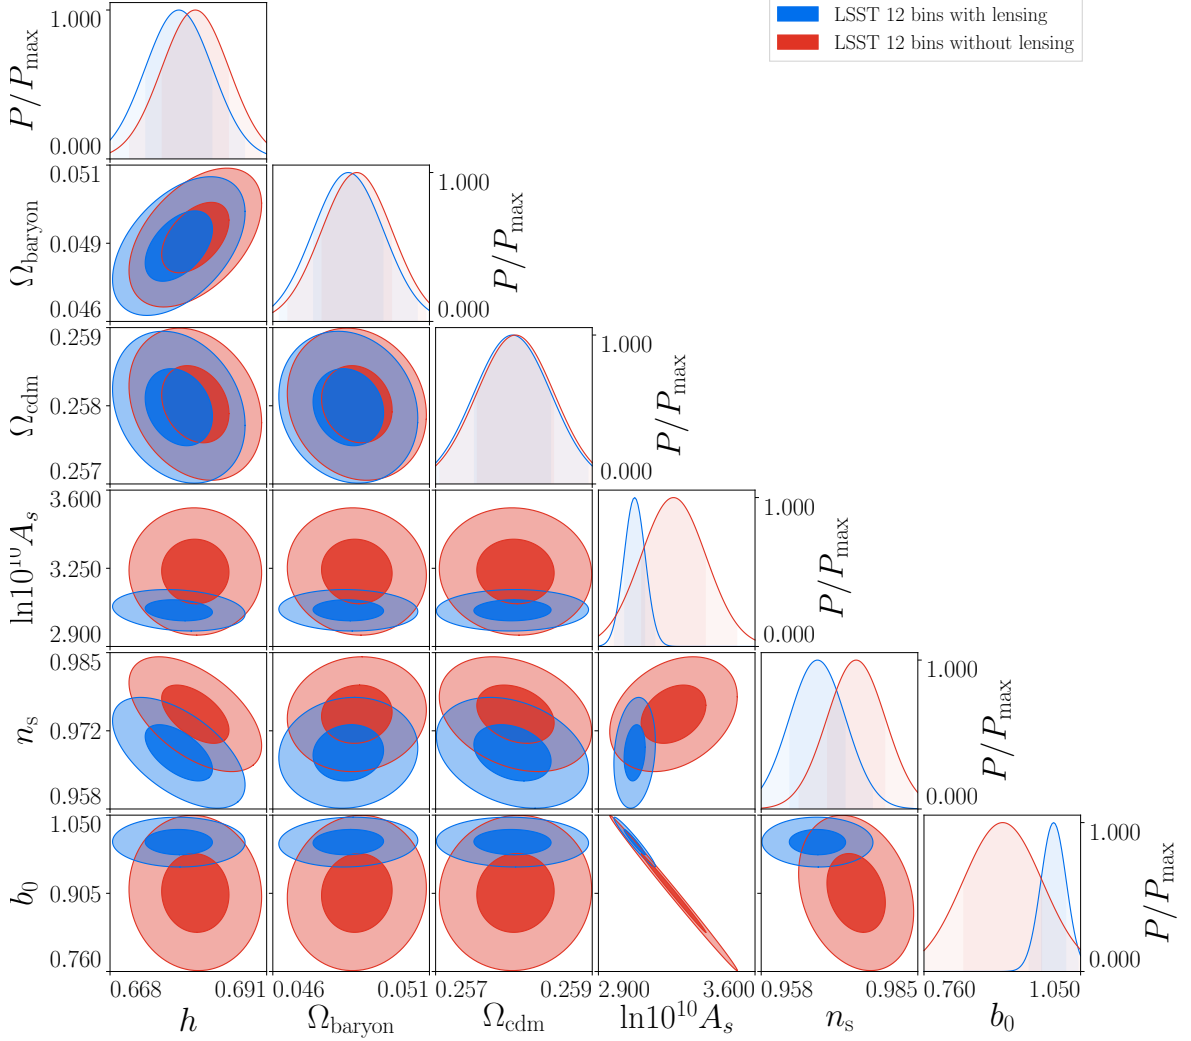 LSST 12 bins with lensing
LSST 12 bins without lensing
1.000
P/P_max
0.000
0.051
Ω_baryon
0.049
0.046
1.000
P/P_max
0.000
0.259
Ω_cdm
0.258
0.257
1.000
P/P_max
0.000
3.600
ln10^10 A_s
3.250
2.900
1.000
P/P_max
0.000
0.985
n_s
0.972
0.958
1.000
P/P_max
0.000
1.050
b_0
0.905
0.760
1.000
P/P_max
0.000
0.668 0.691 0.046 0.051 0.257 0.259 2.900 3.600 0.958 0.985 0.760 1.050
h Ω_baryon Ω_cdm ln10^10 A_s n_s b_0